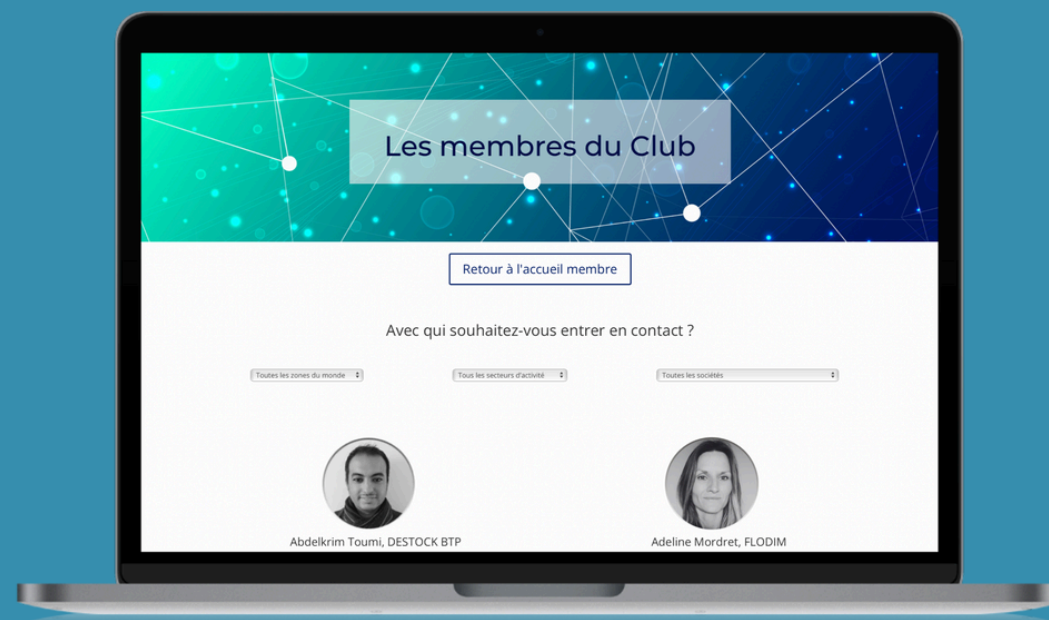 Les membres du Club
Retour à l'accueil membre
Avec qui souhaitez-vous entrer en contact ?
Toutes les zones du monde
Tous les secteurs d'activité
Toutes les sociétés
Abdelkrim Toumi, DESTOCK BTP
Adeline Mordret, FLODIM